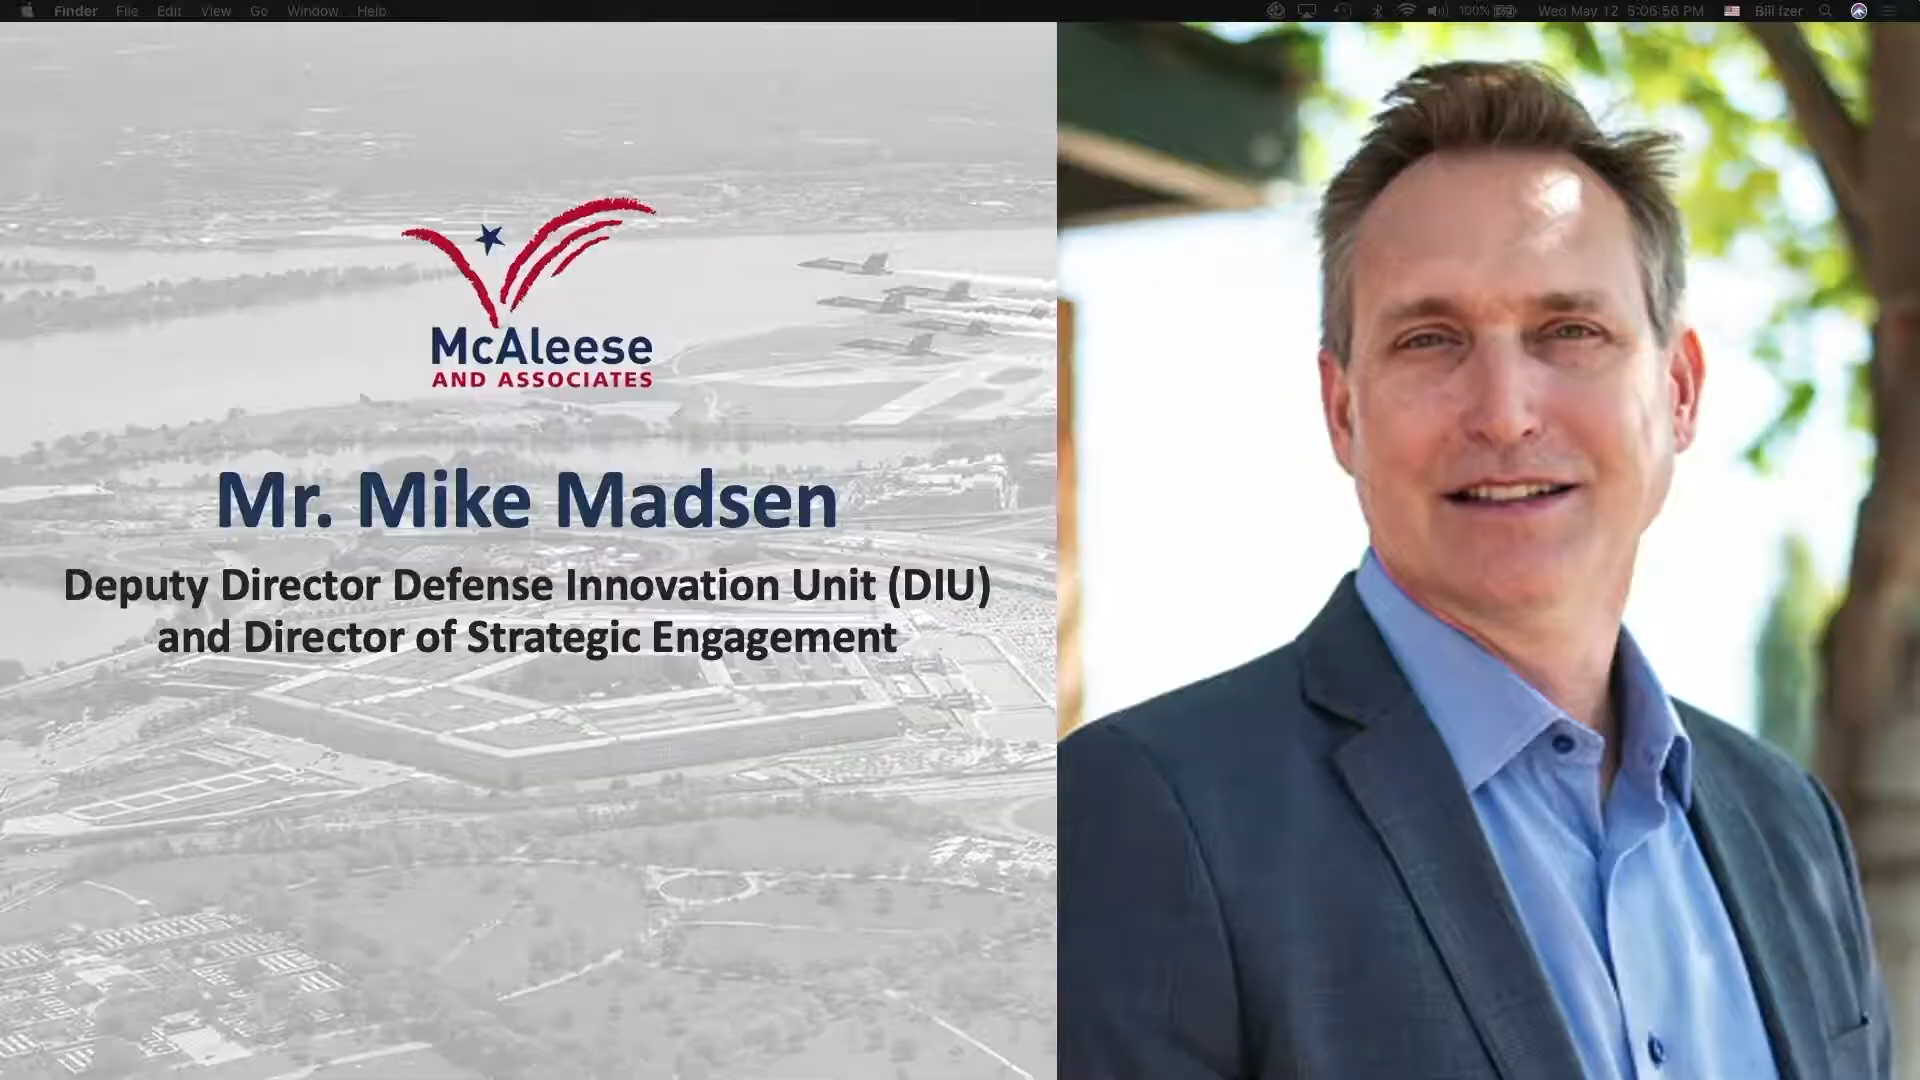 Finder File Edit View Go Window Help
100% Wed May 12 5:06:56 PM Bill Izer
McAleese
AND ASSOCIATES
Mr. Mike Madsen
Deputy Director Defense Innovation Unit (DIU)
and Director of Strategic Engagement